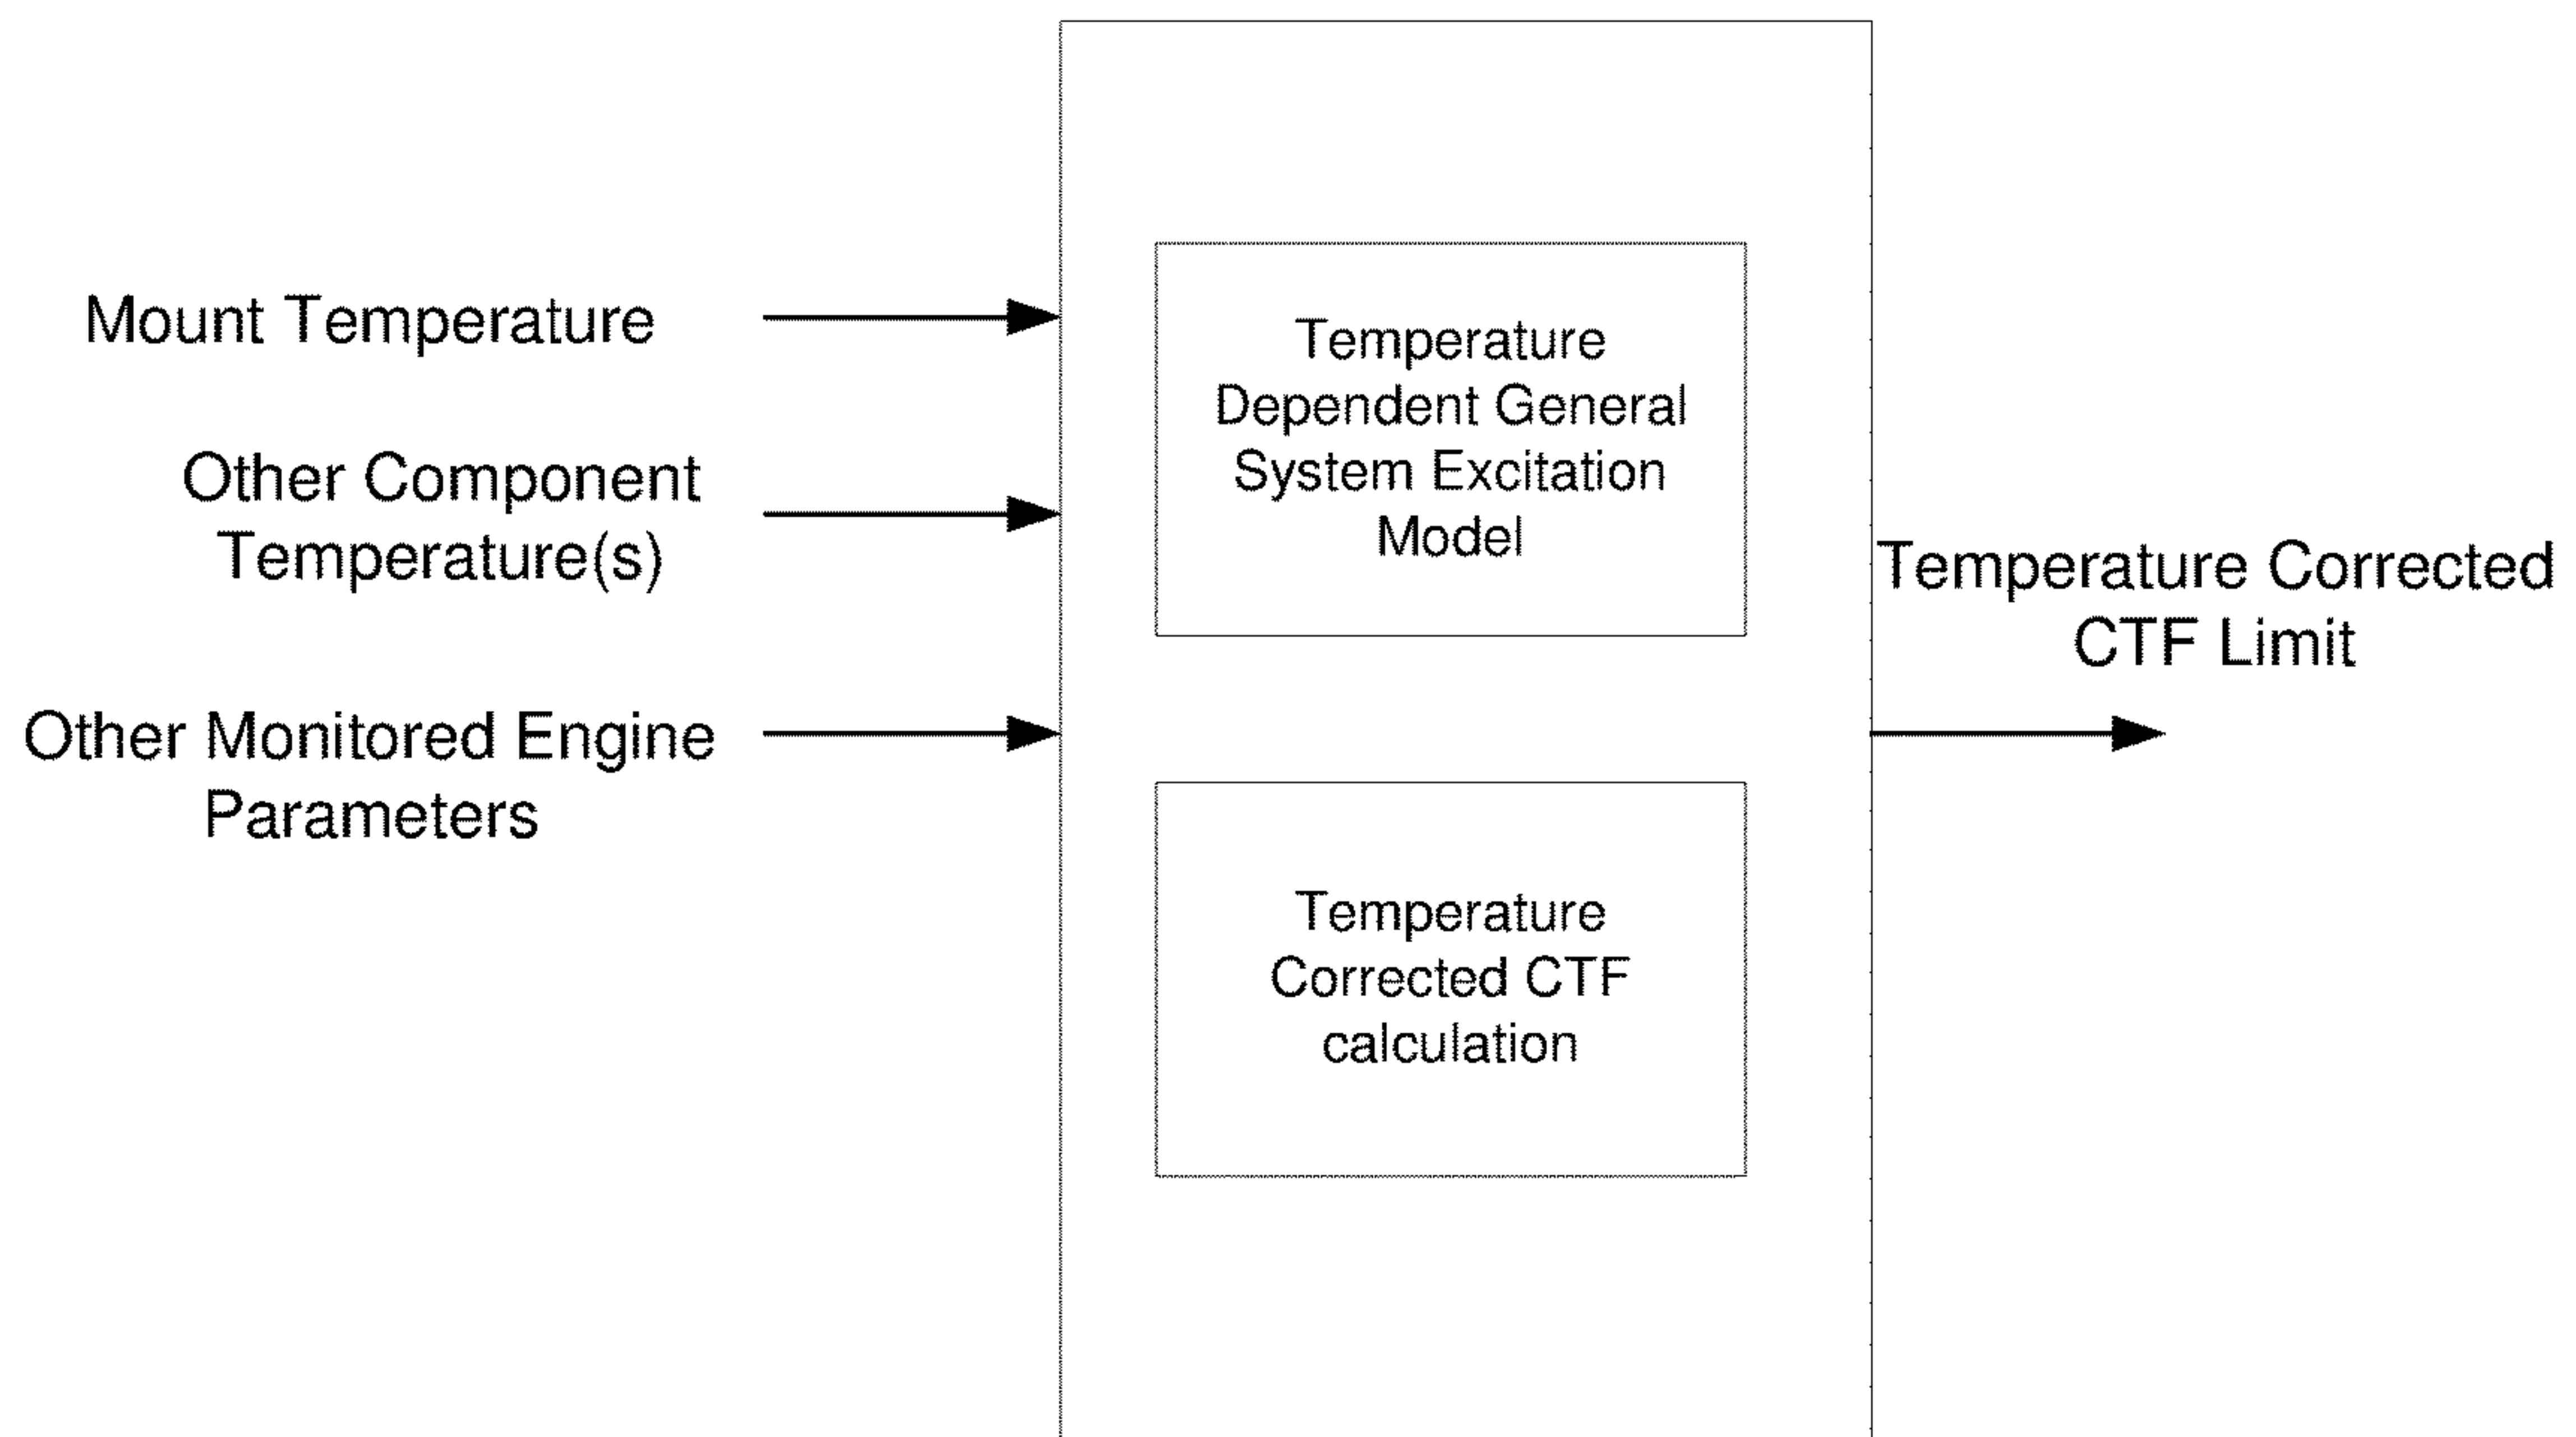 Mount Temperature
Other Component
Temperature(s)
Other Monitored Engine
Parameters
Temperature
Dependent General
System Excitation
Model
Temperature
Corrected CTF
calculation
Temperature Corrected
CTF Limit